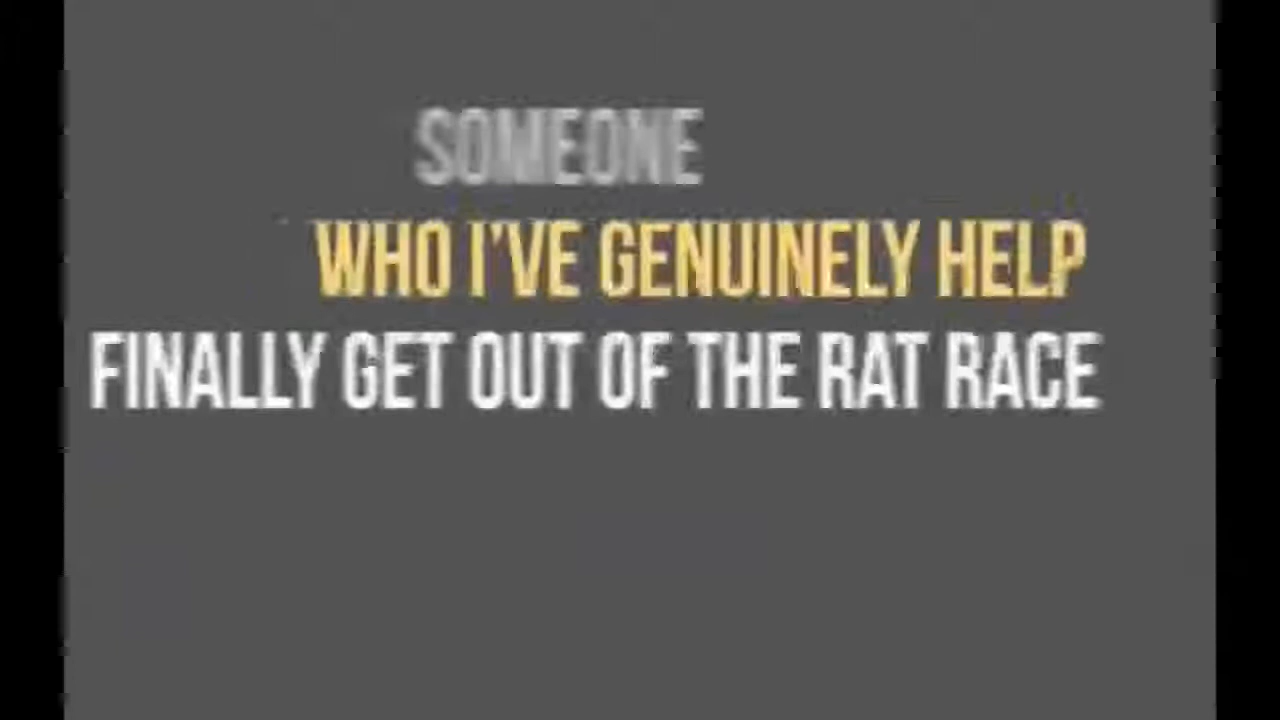 SOMEONE
WHO I'VE GENUINELY HELP
FINALLY GET OUT OF THE RAT RACE